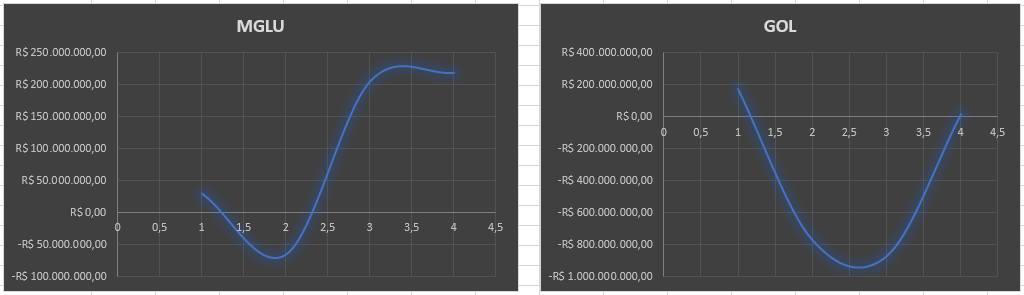 MGLU
R$ 250.000.000,00
R$ 200.000.000,00
R$ 150.000.000,00
R$ 100.000.000,00
R$ 50.000.000,00
R$ 0,00
-R$ 50.000.000,00
-R$ 100.000.000,00
0 0,5 1 1,5 2 2,5 3 3,5 4 4,5
GOL
R$ 400.000.000,00
R$ 200.000.000,00
R$ 0,00
-R$ 200.000.000,00
-R$ 400.000.000,00
-R$ 600.000.000,00
-R$ 800.000.000,00
-R$ 1.000.000.000,00
0 0,5 1 1,5 2 2,5 3 3,5 4 4,5